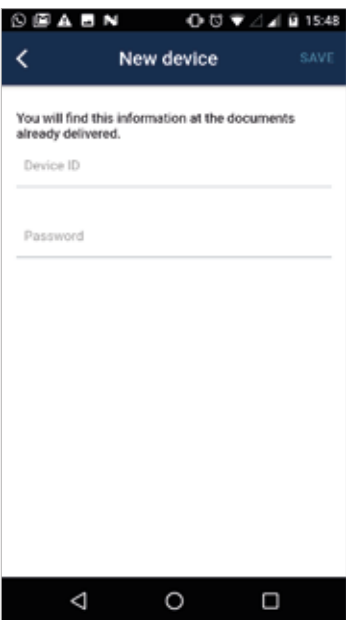 15:48
New device
SAVE
You will find this information at the documents
already delivered.
Device ID
Password